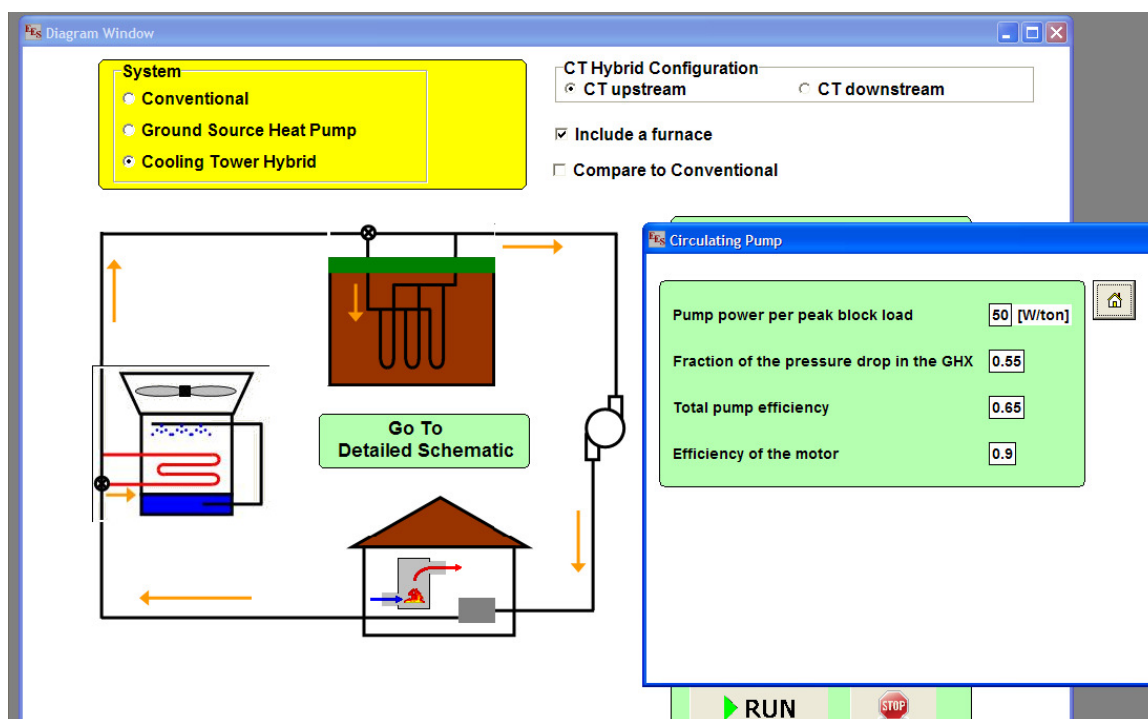 EES Diagram Window
System
Conventional
Ground Source Heat Pump
Cooling Tower Hybrid
CT Hybrid Configuration
CT upstream
CT downstream
Include a furnace
Compare to Conventional
Go To
Detailed Schematic
EES Circulating Pump
Pump power per peak block load 50 [W/ton]
Fraction of the pressure drop in the GHX 0.55
Total pump efficiency 0.65
Efficiency of the motor 0.9
RUN
STOP